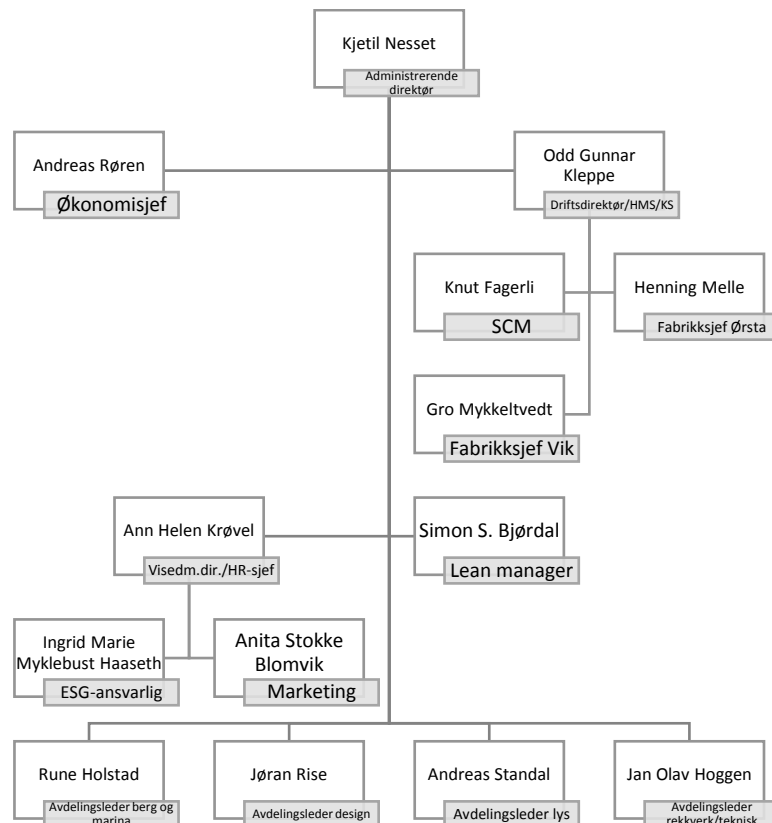 Kjetil Nesset
Administrerende
direktør
Andreas Røren
Økonomisjef
Odd Gunnar
Kleppe
Driftsdirektør/HMS/KS
Knut Fagerli
SCM
Henning Melle
Fabrikksjef Ørsta
Gro Mykkeltvedt
Fabrikksjef Vik
Ann Helen Krøvel
Visedm.dir./HR-sjef
Simon S. Bjørdal
Lean manager
Ingrid Marie
Myklebust Haaseth
ESG-ansvarlig
Anita Stokke
Blomvik
Marketing
Rune Holstad
Avdelingsleder berg og
marina
Jøran Rise
Avdelingsleder design
Andreas Standal
Avdelingsleder lys
Jan Olav Hoggen
Avdelingsleder
rekkverk/teknisk